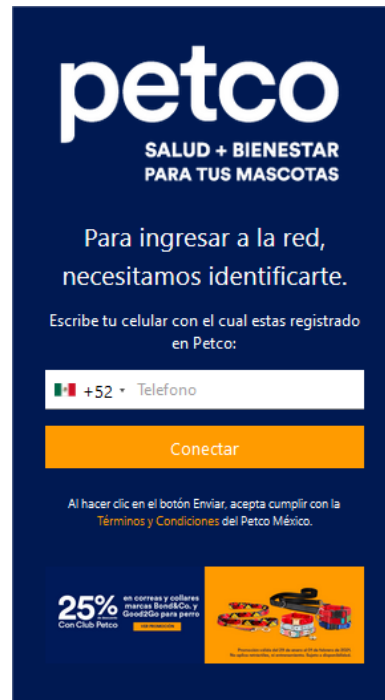 petco
SALUD + BIENESTAR
PARA TUS MASCOTAS
Para ingresar a la red,
necesitamos identificarte.
Escribe tu celular con el cual estas registrado
en Petco:
+52 Telefono
Conectar
Al hacer clic en el botón Enviar, acepta cumplir con la
Términos y Condiciones del Petco México.
25%
Con Club Petco
en correas y collares
marcas Bond&Co. y
Good2Go para perro
VER PROMOCIÓN